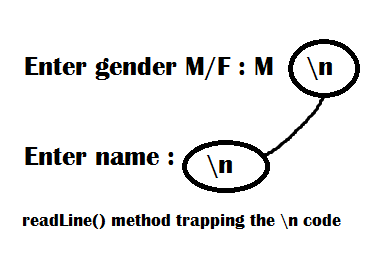 Enter gender M/F : M \n
Enter name : \n
readLine() method trapping the \n code